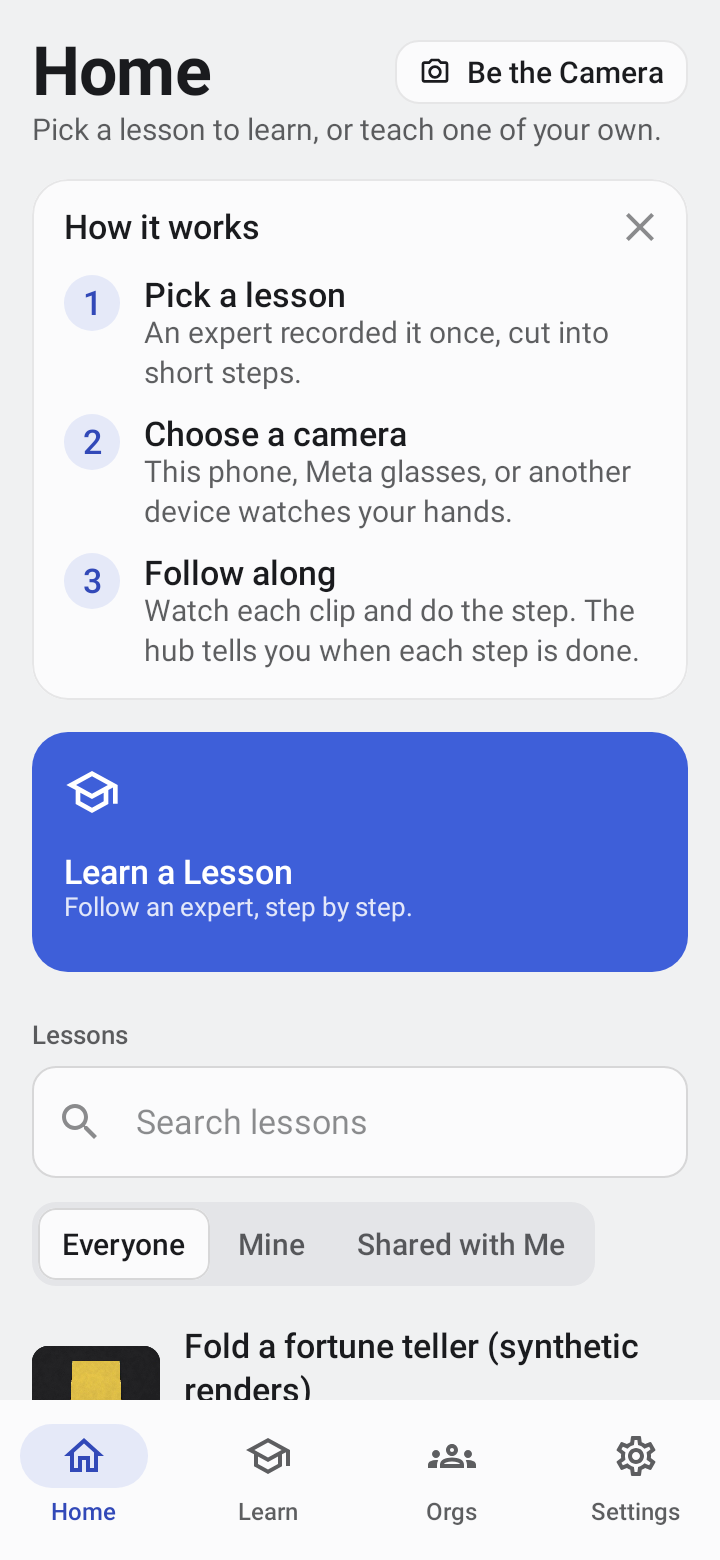 Home
Be the Camera
Pick a lesson to learn, or teach one of your own.
How it works
1
Pick a lesson
An expert recorded it once, cut into
short steps.
2
Choose a camera
This phone, Meta glasses, or another
device watches your hands.
3
Follow along
Watch each clip and do the step. The
hub tells you when each step is done.
Learn a Lesson
Follow an expert, step by step.
Lessons
Search lessons
Everyone
Mine
Shared with Me
Fold a fortune teller (synthetic
renders)
Home
Learn
Orgs
Settings